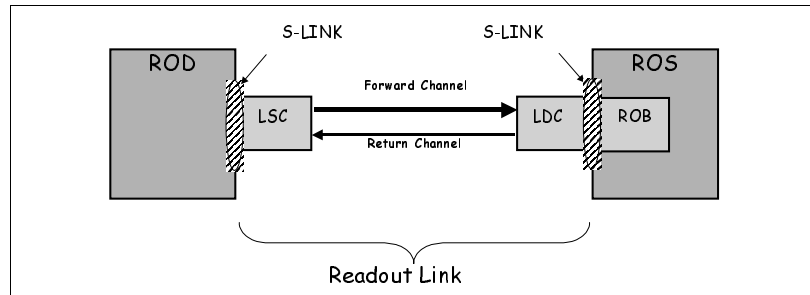 S-LINK
S-LINK
ROD
ROS
Forward Channel
LSC
LDC
ROB
Return Channel
Readout Link